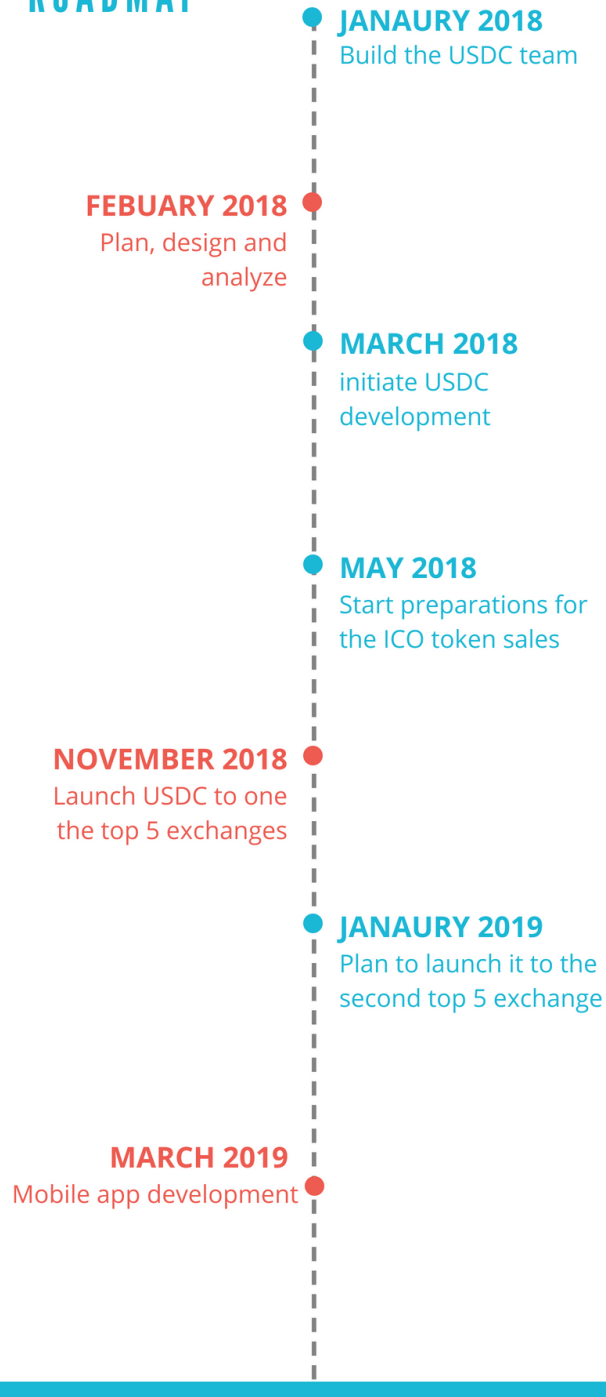 ROADMAP
JANAURY 2018
Build the USDC team
FEBUARY 2018
Plan, design and
analyze
MARCH 2018
initiate USDC
development
MAY 2018
Start preparations for
the ICO token sales
NOVEMBER 2018
Launch USDC to one
the top 5 exchanges
JANAURY 2019
Plan to launch it to the
second top 5 exchange
MARCH 2019
Mobile app development